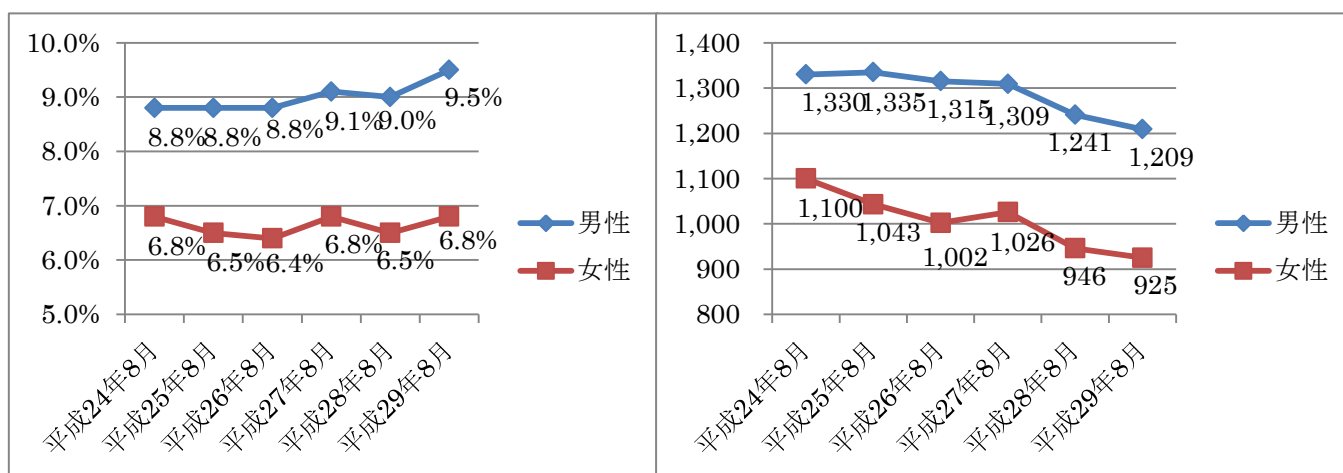 10.0%
9.0%
8.0%
7.0%
6.0%
5.0%
8.8%
8.8%
8.8%
9.1%
9.0%
9.5%
6.8%
6.5%
6.4%
6.8%
6.5%
6.8%
平成24年8月
平成25年8月
平成26年8月
平成27年8月
平成28年8月
平成29年8月
男性
女性
1,400
1,300
1,200
1,100
1,000
900
800
1,330
1,335
1,315
1,309
1,241
1,209
1,100
1,043
1,002
1,026
946
925
平成24年8月
平成25年8月
平成26年8月
平成27年8月
平成28年8月
平成29年8月
男性
女性